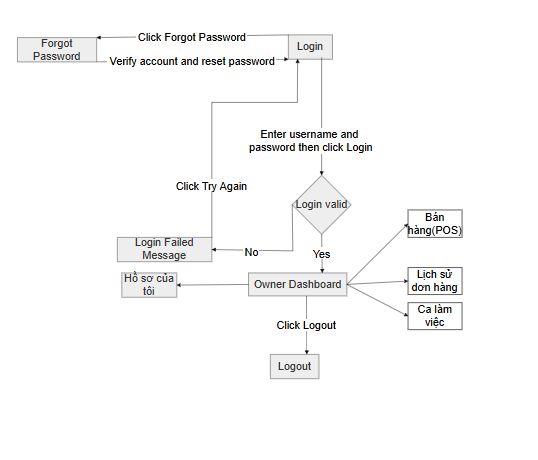 Click Forgot Password
Forgot
Password
Login
Verify account and reset password
Enter username and
password then click Login
Click Try Again
Login valid
Bán
hàng(POS)
Login Failed
Message
No
Yes
Hồ sơ của
tôi
Owner Dashboard
Lịch sử
dơn hàng
Ca làm
việc
Click Logout
Logout